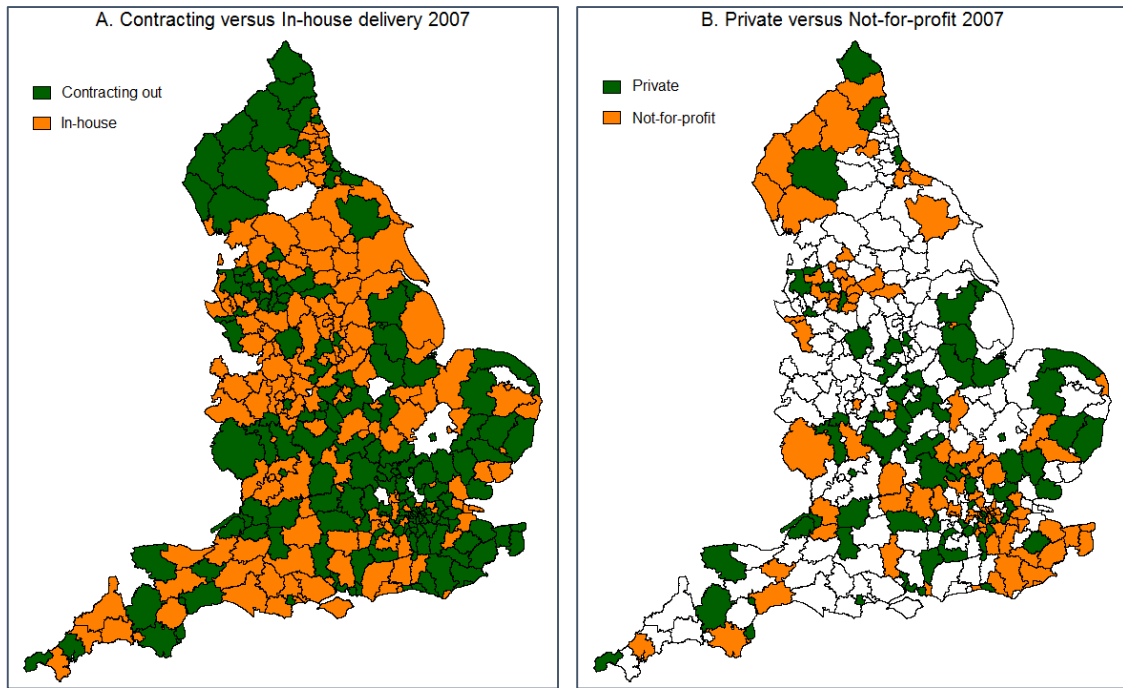 A. Contracting versus In-house delivery 2007
Contracting out
In-house
B. Private versus Not-for-profit 2007
Private
Not-for-profit